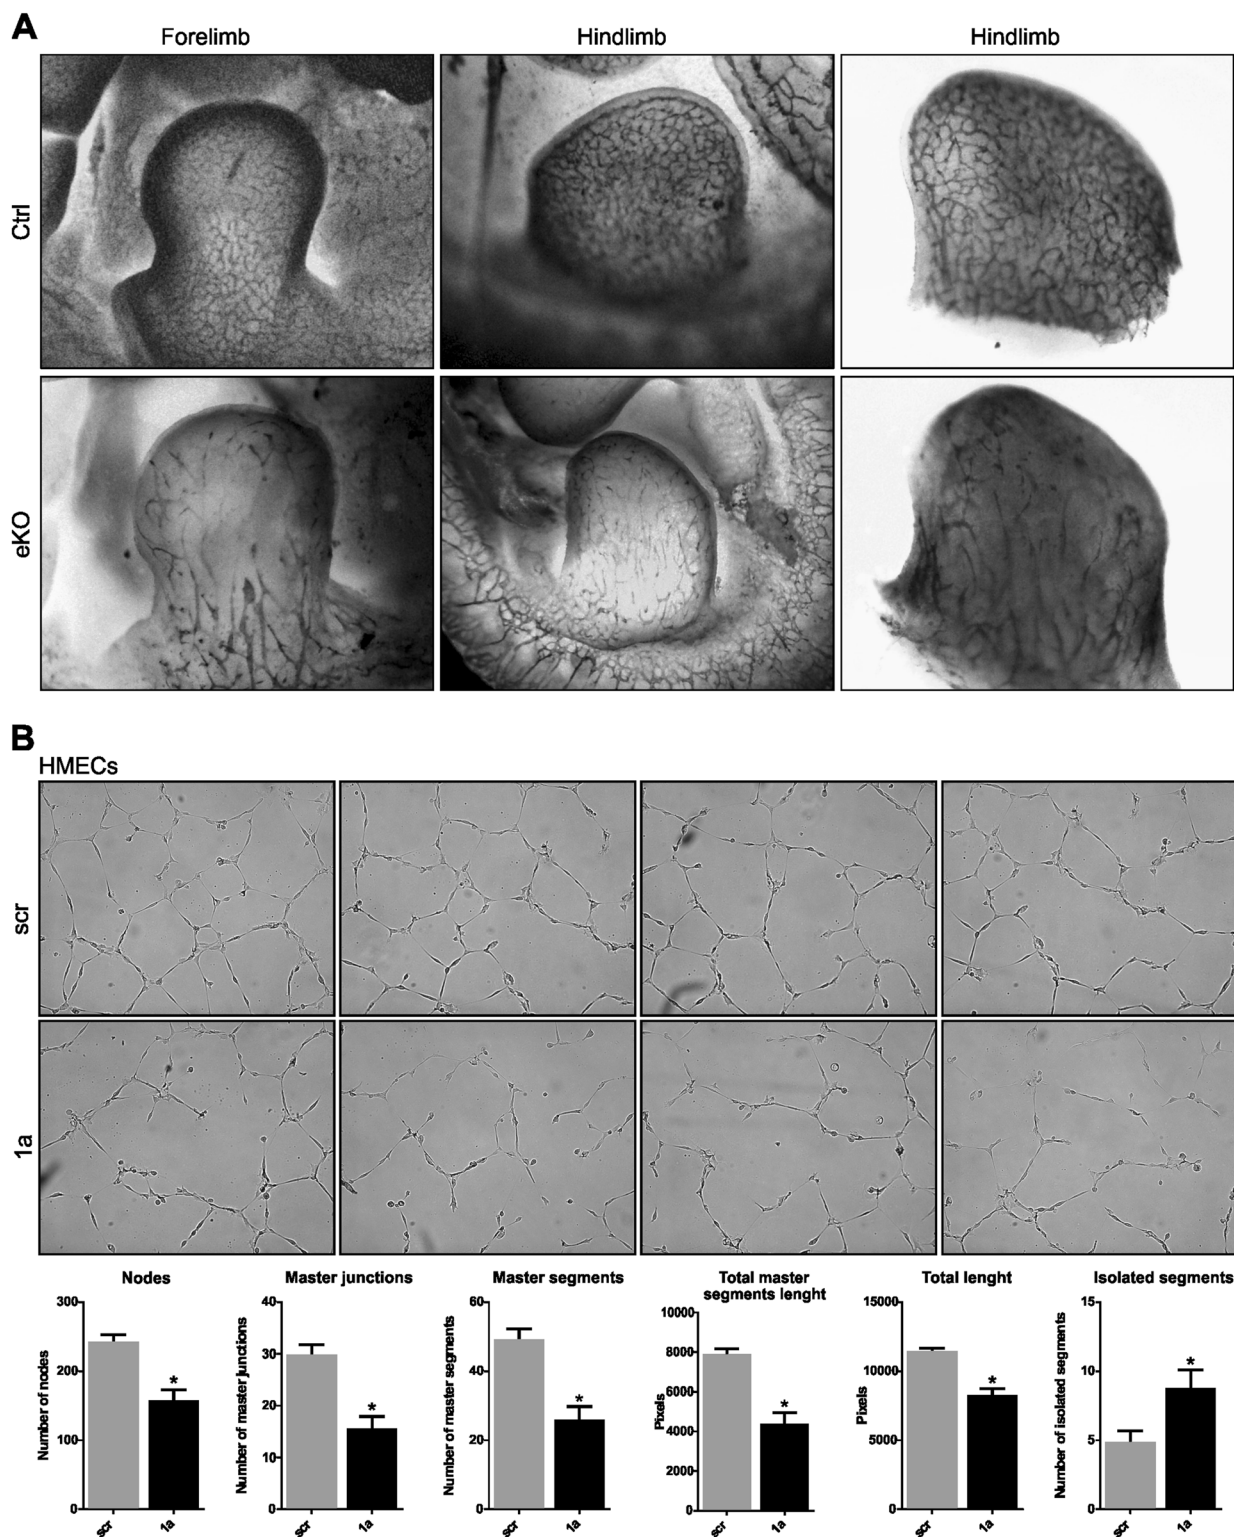 A
Forelimb Hindlimb Hindlimb
Ctrl
eKO
B
HMECs
scr
1a
Nodes
300
200
100
0
Number of nodes
scr 1a
*
Master junctions
40
30
20
10
0
Number of master junctions
scr 1a
*
Master segments
60
40
20
0
Number of master segments
scr 1a
*
Total master
segments lenght
10000
8000
6000
4000
2000
0
Pixels
scr 1a
*
Total lenght
15000
10000
5000
0
Pixels
scr 1a
*
Isolated segments
15
10
5
0
Number of isolated segments
scr 1a
*